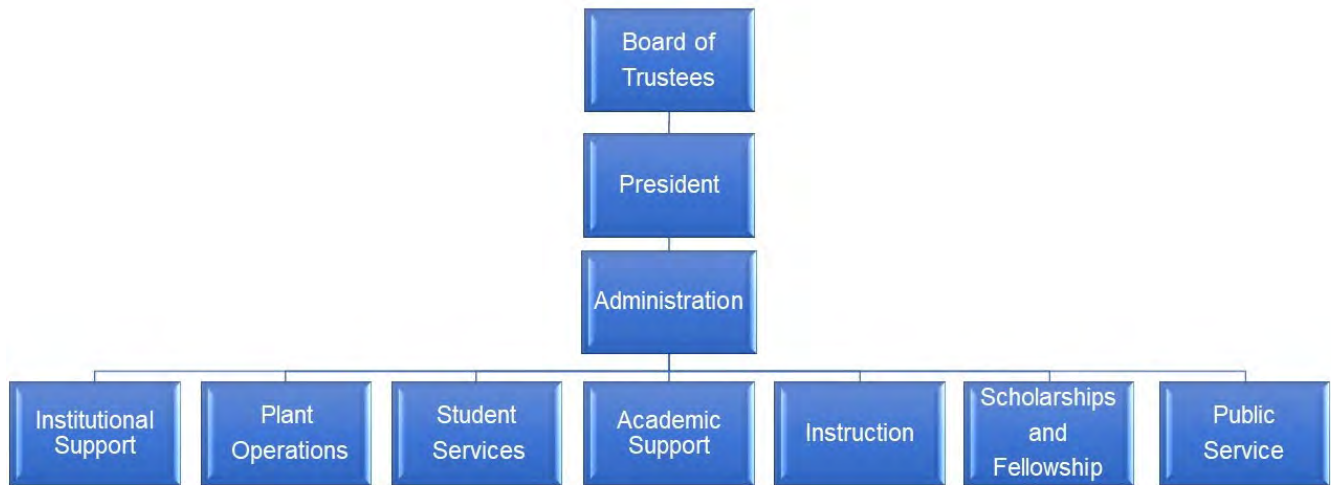 Board of
Trustees
President
Administration
Institutional
Support
Plant
Operations
Student
Services
Academic
Support
Instruction
Scholarships
and
Fellowship
Public
Service